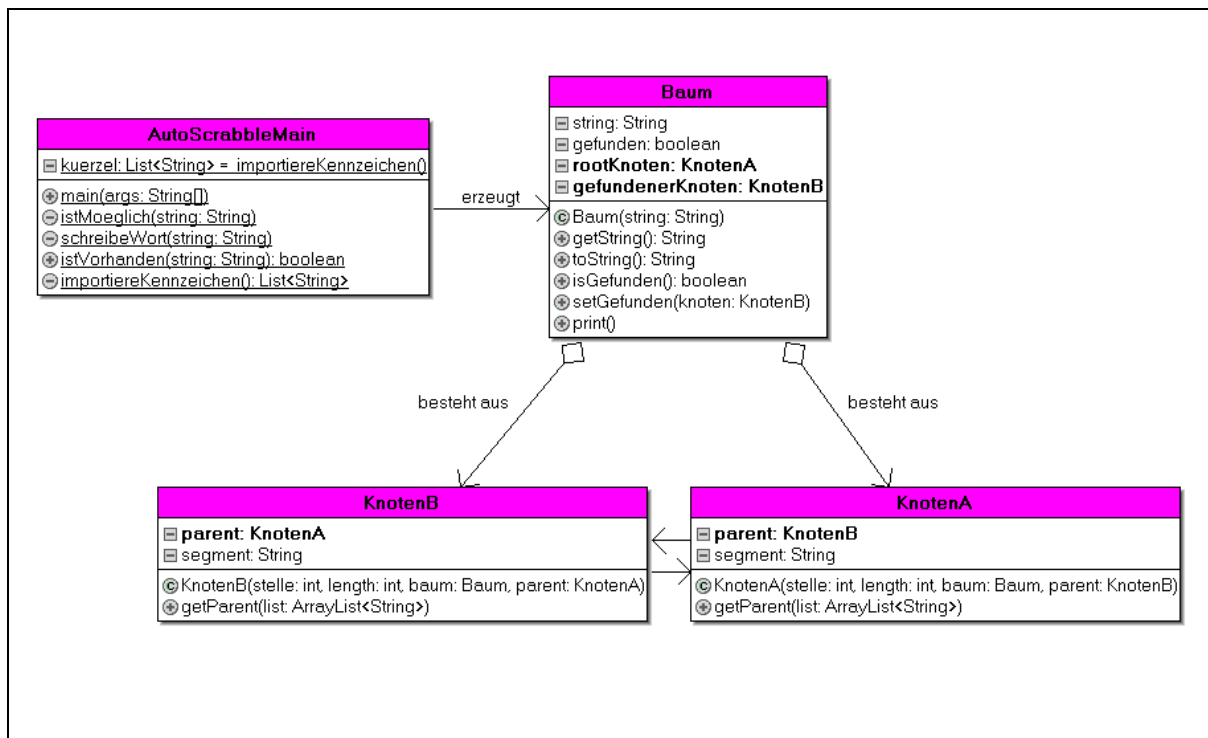 Baum
string: String
gefunden: boolean
rootKnoten: KnotenA
gefundenerKnoten: KnotenB
Baum(string: String)
getString(): String
toString(): String
isGefunden(): boolean
setGefunden(knoten: KnotenB)
print()
AutoScrabbleMain
kuerzel: List<String> = importiereKennzeichen()
main(args: String[])
istMoeglich(string: String)
schreibeWort(string: String)
istVorhanden(string: String): boolean
importiereKennzeichen(): List<String>
erzeugt
besteht aus
besteht aus
KnotenB
parent: KnotenA
segment: String
KnotenB(stelle: int, length: int, baum: Baum, parent: KnotenA)
getParent(list: ArrayList<String>)
KnotenA
parent: KnotenB
segment: String
KnotenA(stelle: int, length: int, baum: Baum, parent: KnotenB)
getParent(list: ArrayList<String>)